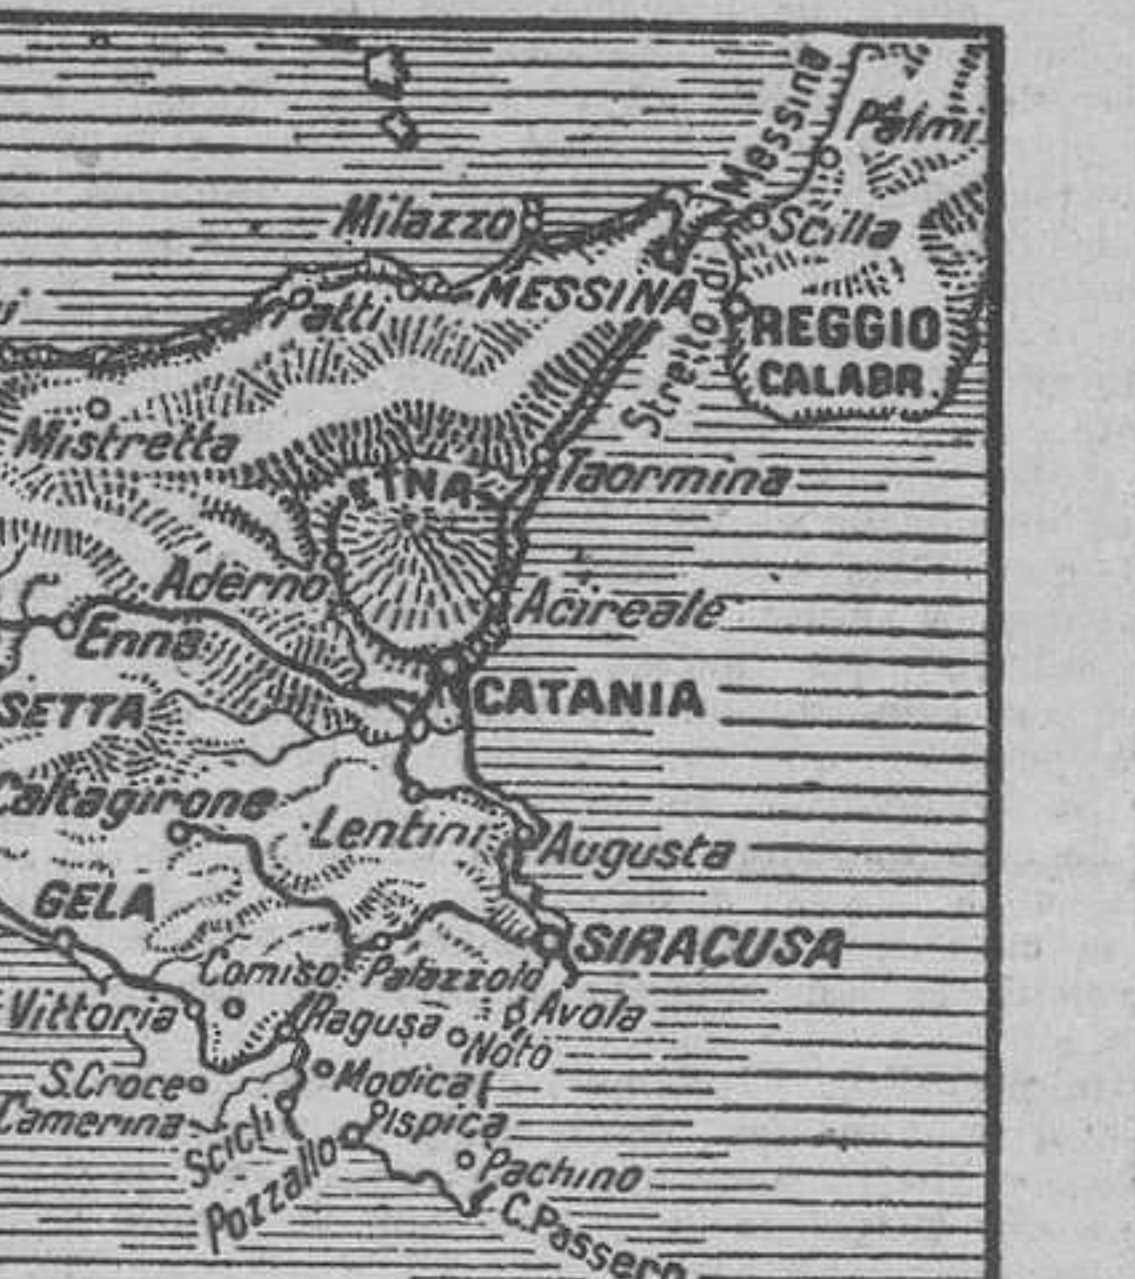 Messina
Palmi
Milazzo
Scilla
Stretto di
MESSINA
Patti
REGGIO
CALABR.
Mistretta
Taormina
ETNA
Aderno
Acireale
Enna
SETTA
CATANIA
Caltagirone
Lentini
Augusta
GELA
SIRACUSA
Comiso
Palazzolo
Vittoria
Ragusa
Avola
Noto
S.Croce
Modica
Camerina
Scicli
Ispica
Pozzallo
Pachino
C.Passero